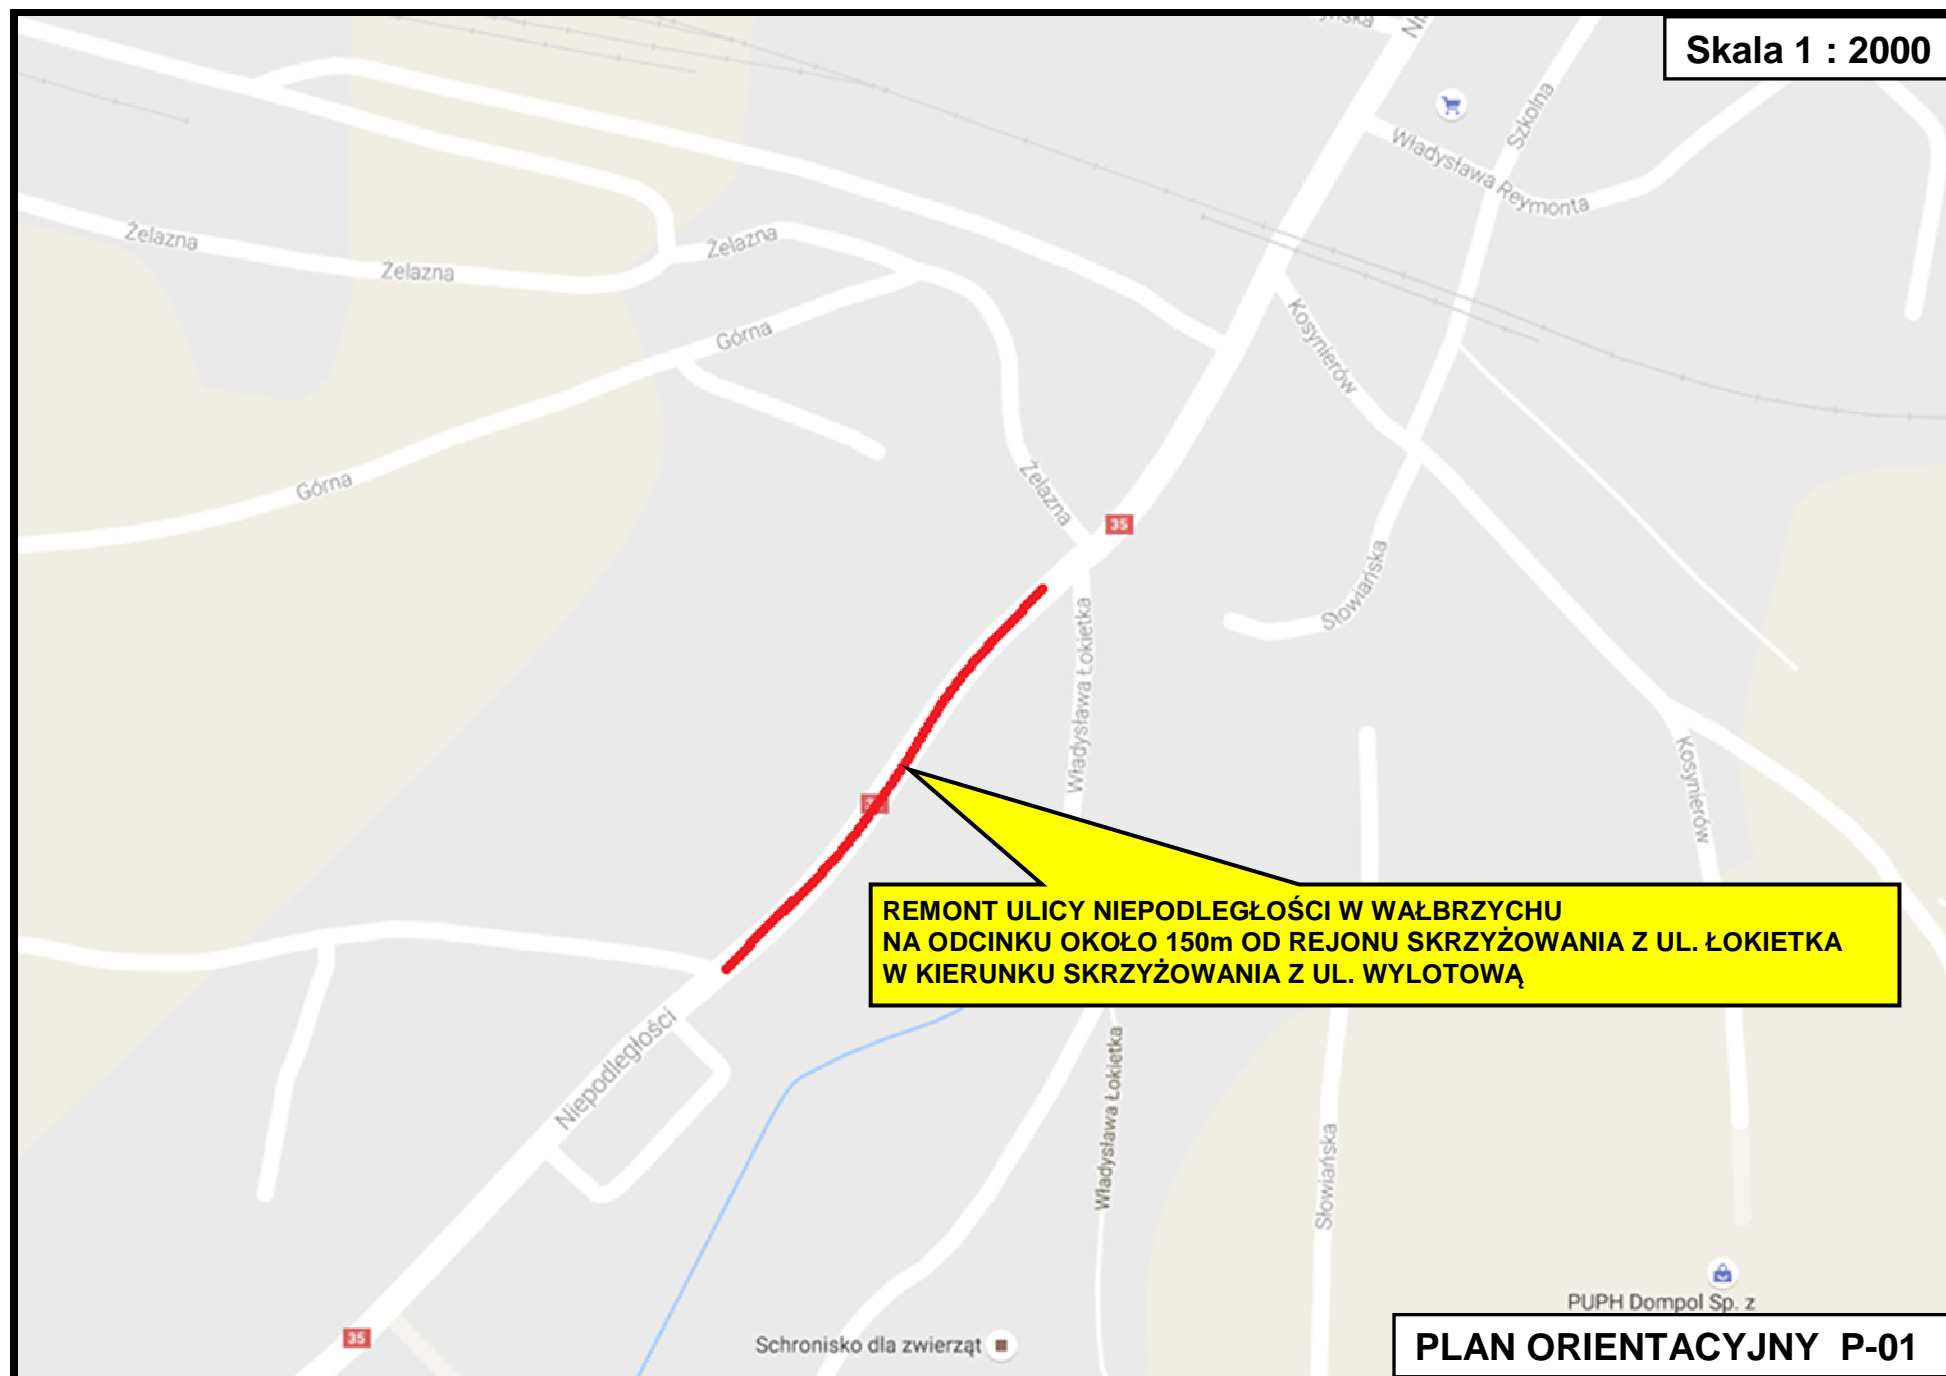 Skala 1 : 2000
Szkolna
Władysława Reymonta
Żelazna
Żelazna
Żelazna
Górna
Kosynierów
Górna
Żelazna
35
Słowiańska
Władysława Łokietka
Kosynierów
REMONT ULICY NIEPODLEGŁOŚCI W WAŁBRZYCHU
NA ODCINKU OKOŁO 150m OD REJONU SKRZYŻOWANIA Z UL. ŁOKIETKA
W KIERUNKU SKRZYŻOWANIA Z UL. WYLOTOWĄ
Niepodległości
Władysława Łokietka
Słowiańska
PUPH Dompol Sp. z
35
Schronisko dla zwierząt
PLAN ORIENTACYJNY P-01